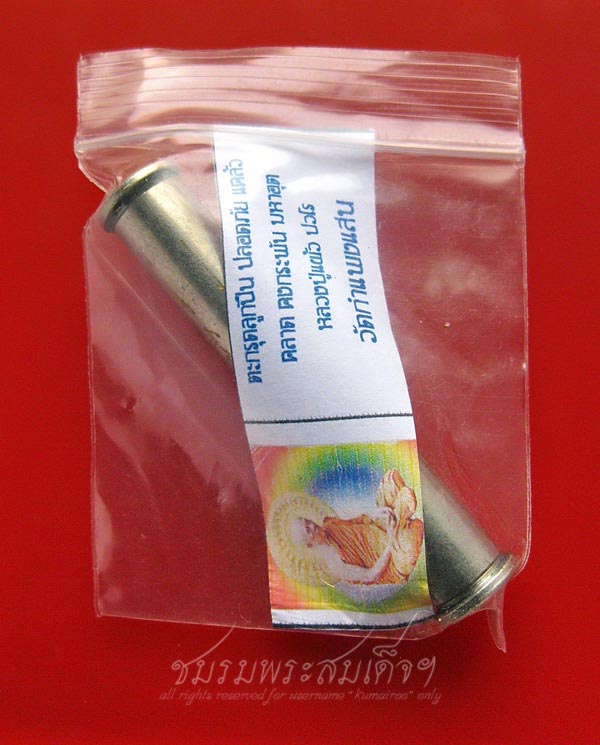 ตะกรุดลูกปืน ปลอดภัย แคล้ว
คลาด คงกระพัน มหาอุด
หลวงปู่แผ้ว ปวโร
วัดกำแพงแสน
ชมรมพระสมเด็จฯ
all rights reserved for username "kumairos" only